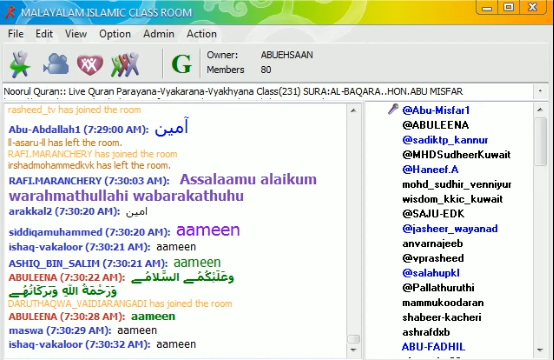 MALAYALAM ISLAMIC CLASS ROOM
File Edit View Option Admin Action
G
Owner: ABUEHSAAN
Members 80
Noorul Quran:: Live Quran Parayana-Vyakarana-Vyakhyana Class(231) SURA:AL-BAQARA..HON.ABU MISFAR
rasheed_tv has joined the room
Abu-Abdallah1 (7:29:00 AM): آمين
ll-asaru-ll has left the room.
RAFI.MARANCHERY has joined the room
irshadmohammedkvk has left the room.
RAFI.MARANCHERY (7:30:03 AM): Assalaamu alaikum
warahmathullahi wabarakathuhu
arakkal2 (7:30:20 AM): امين
siddiqamuhammed (7:30:20 AM): aameen
ishaq-vakaloor (7:30:21 AM): aameen
ASHIQ_BIN_SALIM (7:30:21 AM): aameen
ABULEENA (7:30:22 AM): وَعَلَيْكُمُــے السَّلَامُــے
وَرَحْمَةُ اللهِ وَبَرَكَاتُهُــے
DARUTHAQWA_VAIDIARANGADI has joined the room
ABULEENA (7:30:28 AM): aameen
maswa (7:30:29 AM): aameen
ishaq-vakaloor (7:30:32 AM): aameen
@Abu-Misfar1
@ABULEENA
@sadiktp_kannur
@MHDSudheerKuwait
@Haneef.A
mohd_sudhir_venniyur
wisdom_kkic_kuwait
@SAJU-EDK
@jasheer_wayanad
anvarnajeeb
@vprasheed
@salahupkl
@Pallathuruthi
mammukoodaran
shabeer-kacheri
ashrafdxb
ABU-FADHIL